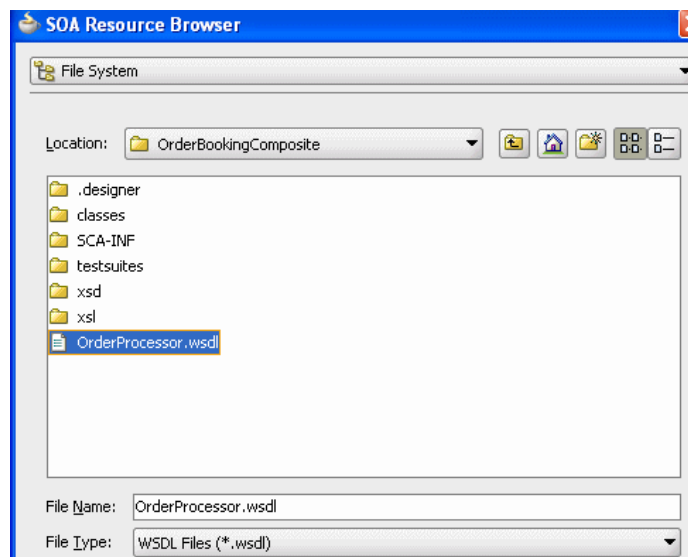 SOA Resource Browser
File System
Location: OrderBookingComposite
.designer
classes
SCA-INF
testsuites
xsd
xsl
OrderProcessor.wsdl
File Name: OrderProcessor.wsdl
File Type: WSDL Files (*.wsdl)